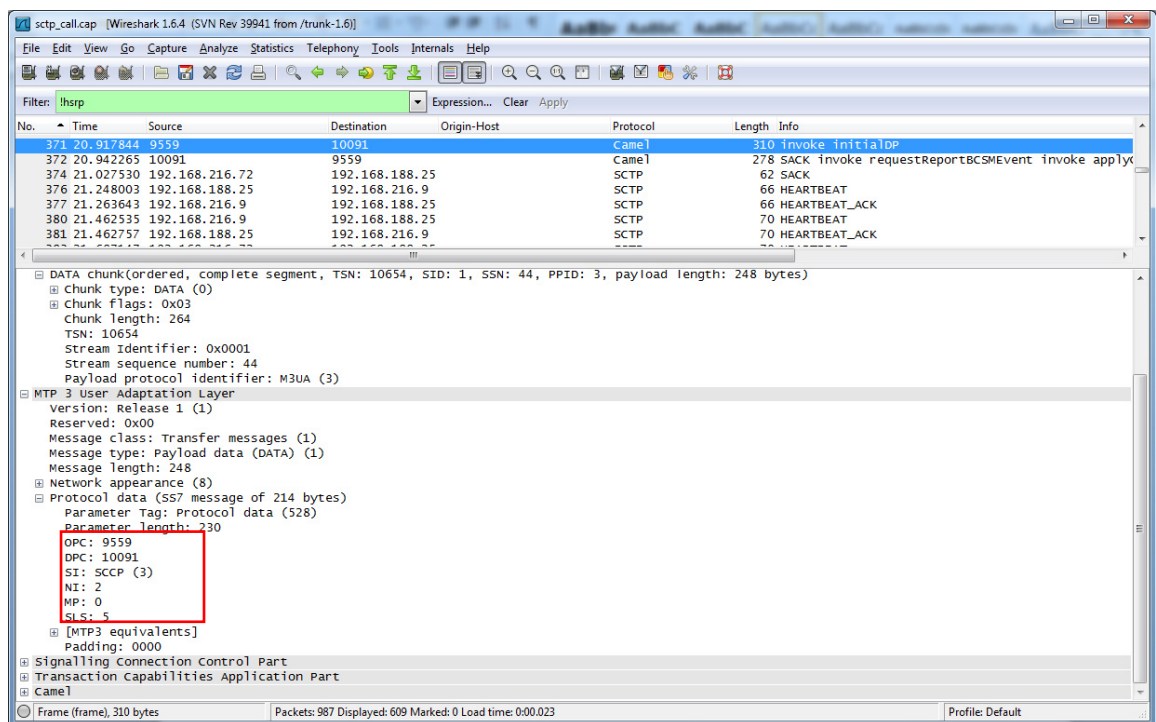 sctp_call.cap [Wireshark 1.6.4 (SVN Rev 39941 from /trunk-1.6)]
File Edit View Go Capture Analyze Statistics Telephony Tools Internals Help
Filter: !hsrp Expression... Clear Apply
No. Time Source Destination Origin-Host Protocol Length Info
371 20.917844 9559 10091 Camel 310 invoke initialDP
372 20.942265 10091 9559 Camel 278 SACK invoke requestReportBCSMEvent invoke apply
374 21.027530 192.168.216.72 192.168.188.25 SCTP 62 SACK
376 21.248003 192.168.188.25 192.168.216.9 SCTP 66 HEARTBEAT
377 21.263643 192.168.216.9 192.168.188.25 SCTP 66 HEARTBEAT_ACK
380 21.462535 192.168.216.9 192.168.188.25 SCTP 70 HEARTBEAT
381 21.462757 192.168.188.25 192.168.216.9 SCTP 70 HEARTBEAT_ACK
DATA chunk(ordered, complete segment, TSN: 10654, SID: 1, SSN: 44, PPID: 3, payload length: 248 bytes)
Chunk type: DATA (0)
Chunk flags: 0x03
Chunk length: 264
TSN: 10654
Stream Identifier: 0x0001
Stream sequence number: 44
Payload protocol identifier: M3UA (3)
MTP 3 User Adaptation Layer
Version: Release 1 (1)
Reserved: 0x00
Message class: Transfer messages (1)
Message type: Payload data (DATA) (1)
Message length: 248
Network appearance (8)
Protocol data (SS7 message of 214 bytes)
Parameter Tag: Protocol data (528)
Parameter length: 230
OPC: 9559
DPC: 10091
SI: SCCP (3)
NI: 2
MP: 0
SLS: 5
[MTP3 equivalents]
Padding: 0000
Signalling Connection Control Part
Transaction Capabilities Application Part
Camel
Frame (frame), 310 bytes Packets: 987 Displayed: 609 Marked: 0 Load time: 0:00.023 Profile: Default